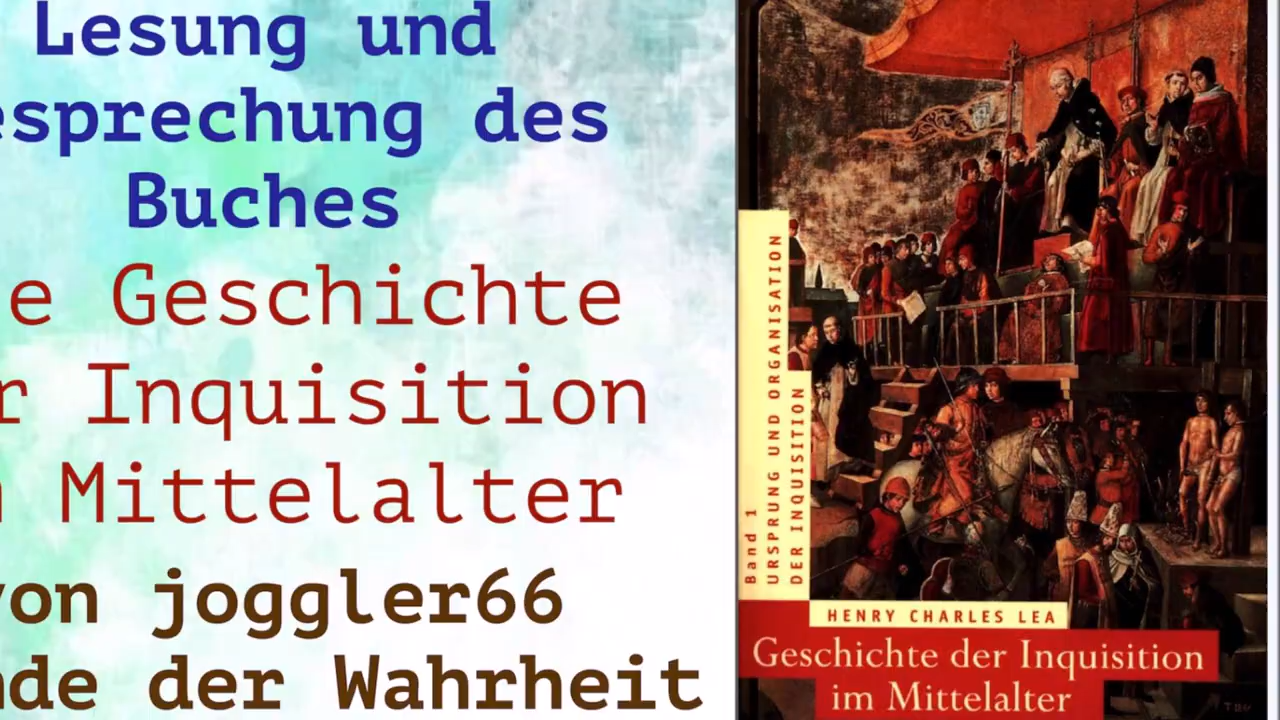 Lesung und
esprechung des
Buches
e Geschichte
r Inquisition
Mittelalter
von joggler66
de der Wahrheit
Band 1
URSPRUNG UND ORGANISATION
DER INQUISITION
HENRY CHARLES LEA
Geschichte der Inquisition
im Mittelalter